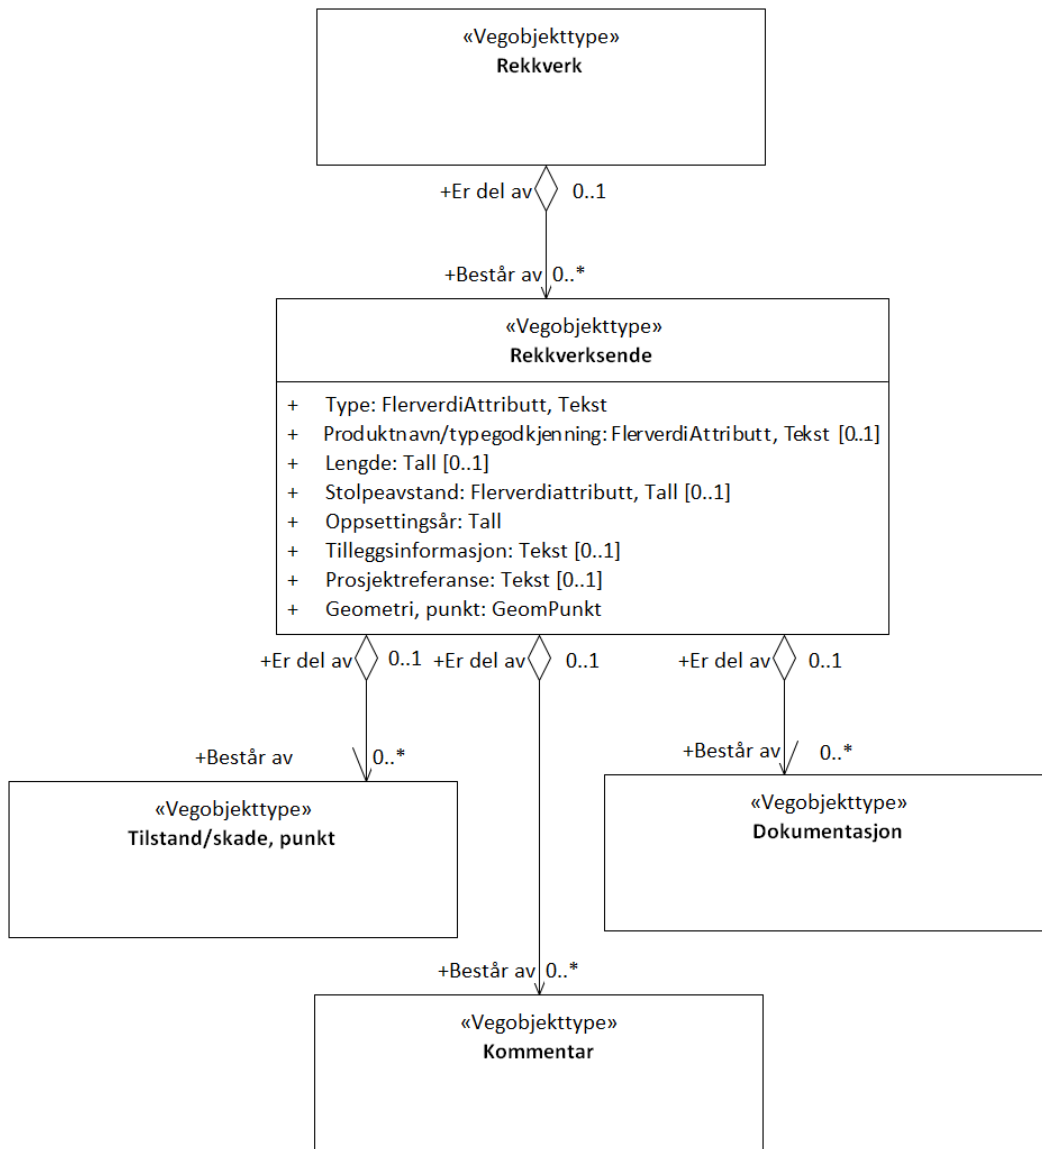 «Vegobjekttype»
Rekkverk
+Er del av 0..1
+Består av 0..*
«Vegobjekttype»
Rekkverksende
+ Type: FlerverdiAttributt, Tekst
+ Produktnavn/typegodkjenning: FlerverdiAttributt, Tekst [0..1]
+ Lengde: Tall [0..1]
+ Stolpeavstand: Flerverdiattributt, Tall [0..1]
+ Oppsettingsår: Tall
+ Tilleggsinformasjon: Tekst [0..1]
+ Prosjektreferanse: Tekst [0..1]
+ Geometri, punkt: GeomPunkt
+Er del av 0..1 +Er del av 0..1 +Er del av 0..1
+Består av 0..* +Består av 0..*
«Vegobjekttype»
Tilstand/skade, punkt
«Vegobjekttype»
Dokumentasjon
+Består av 0..*
«Vegobjekttype»
Kommentar